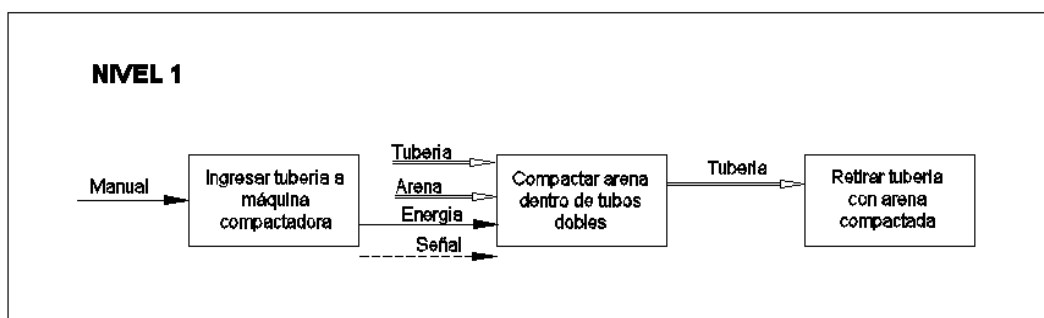 NIVEL 1
Manual
Ingresar tuberia a
máquina
compactadora
Tuberia
Arena
Energia
Señal
Compactar arena
dentro de tubos
dobles
Tuberia
Retirar tuberia
con arena
compactada